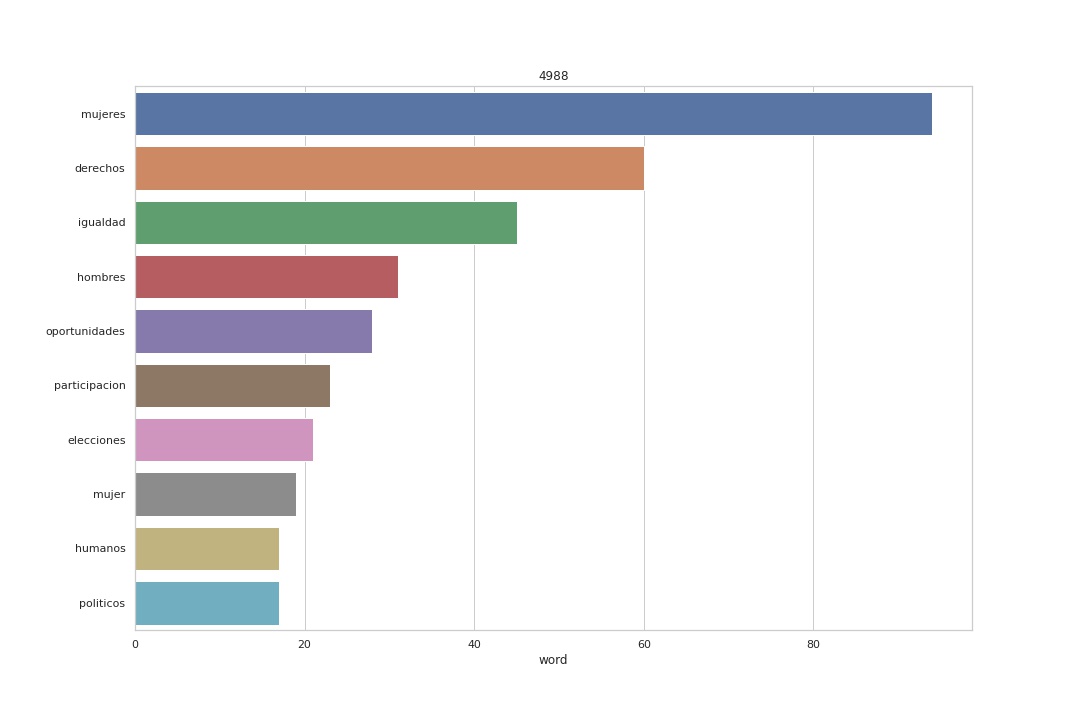 4988
mujeres
derechos
igualdad
hombres
oportunidades
participacion
elecciones
mujer
humanos
politicos
0 20 40 60 80
word